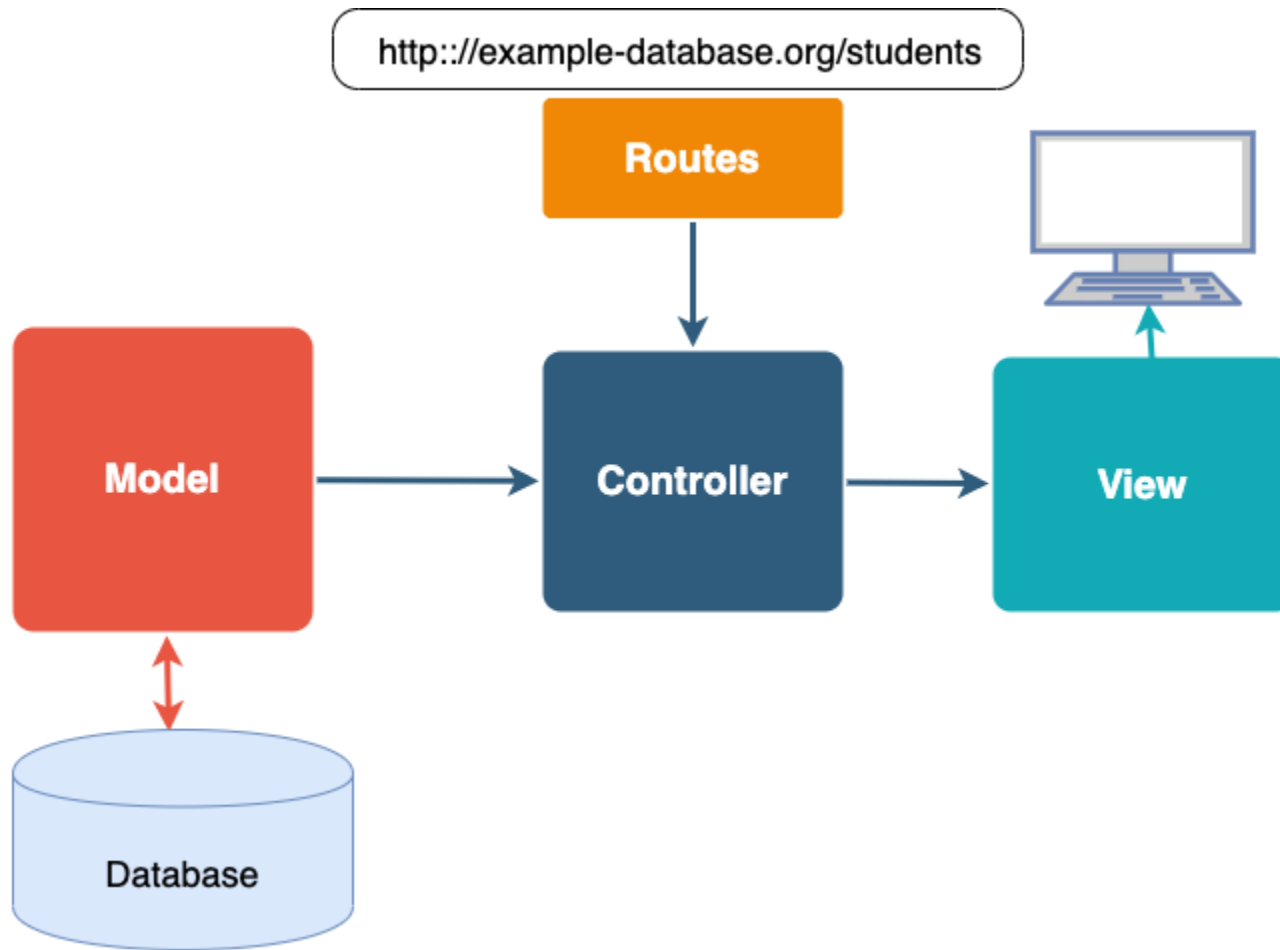 http:://example-database.org/students
Routes
Model
Controller
View
Database